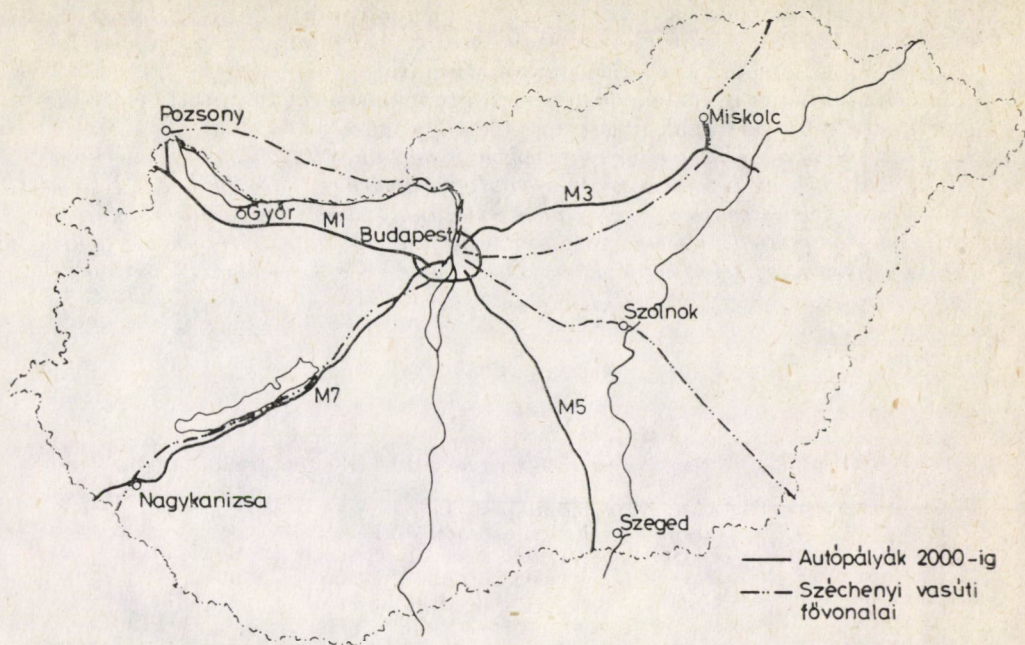 Pozsony
Miskolc
Győr
M1
M3
Budapest
Szolnok
M7
M5
Nagykanizsa
Szeged
Autópályák 2000-ig
Széchenyi vasúti
fővonalai